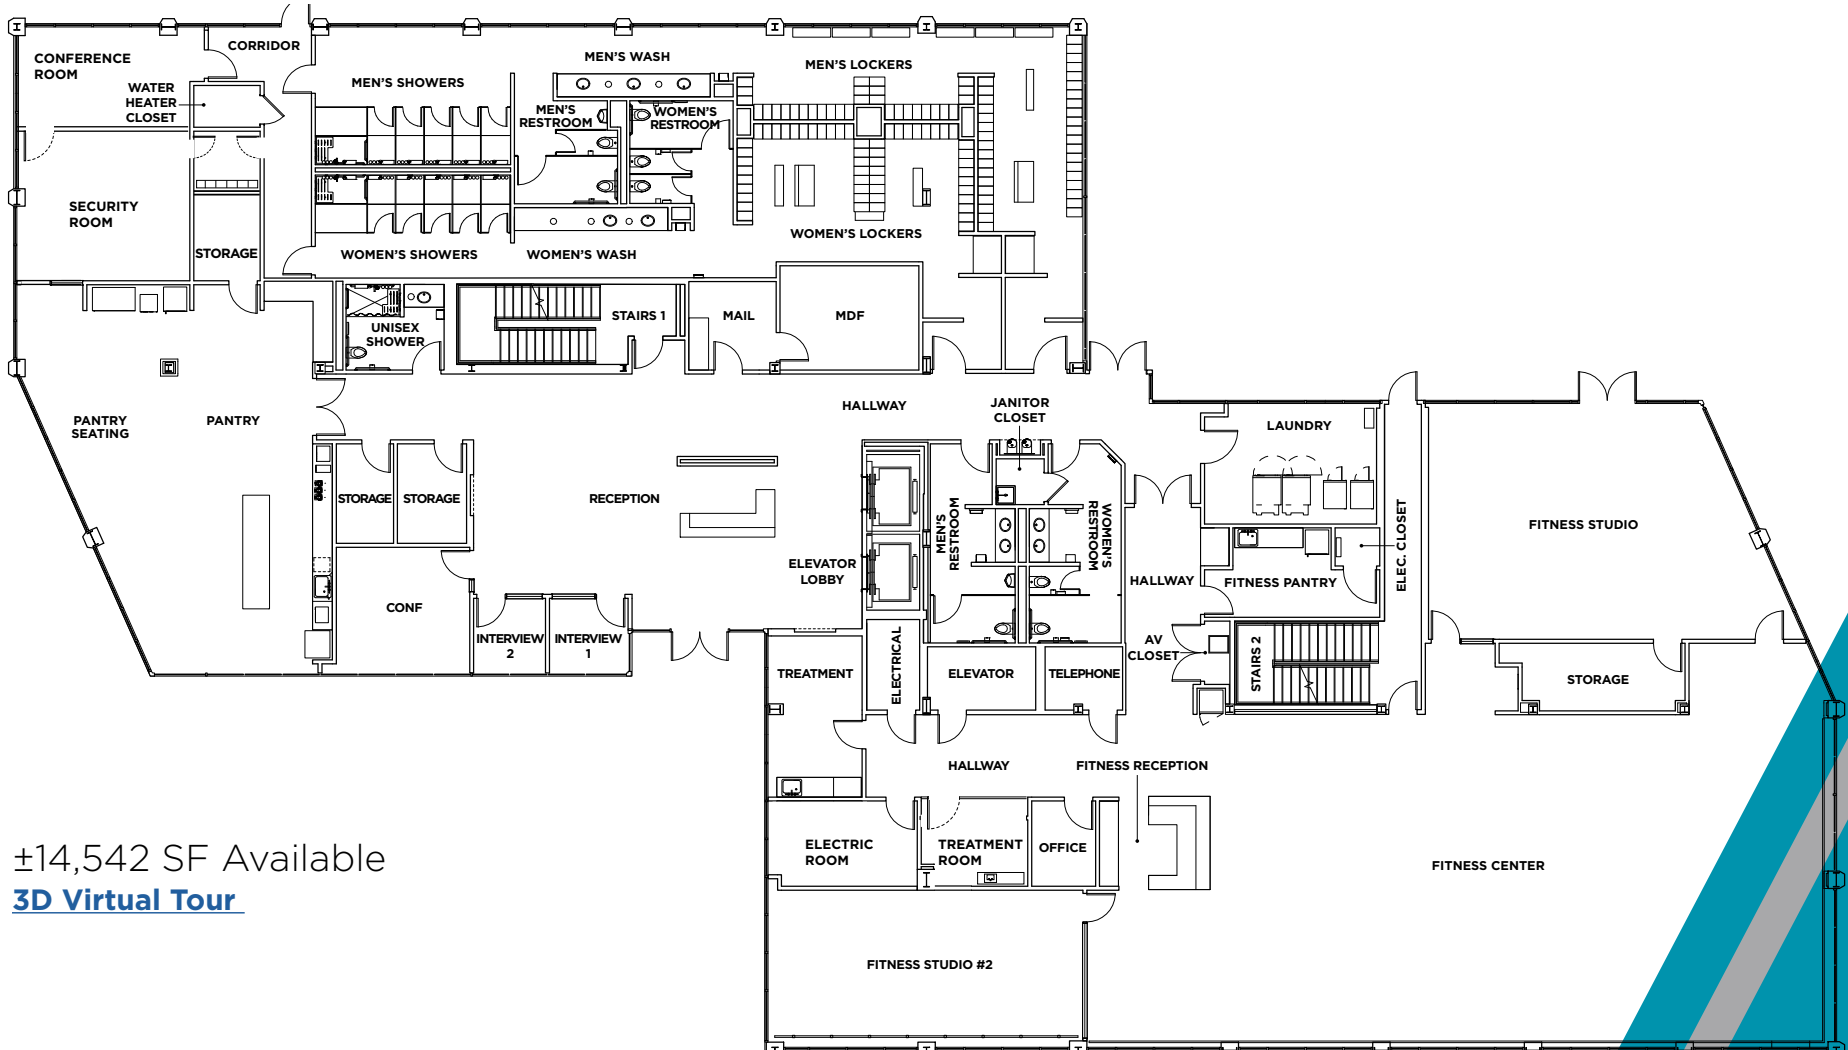 CORRIDOR
CONFERENCE
ROOM
WATER
HEATER
CLOSET
MEN'S SHOWERS
MEN'S WASH
MEN'S LOCKERS
MEN'S
RESTROOM
WOMEN'S
RESTROOM
SECURITY
ROOM
STORAGE
WOMEN'S SHOWERS
WOMEN'S WASH
WOMEN'S LOCKERS
UNISEX
SHOWER
STAIRS 1
MAIL
MDF
PANTRY
SEATING
PANTRY
HALLWAY
JANITOR
CLOSET
LAUNDRY
STORAGE
STORAGE
RECEPTION
MEN'S
RESTROOM
WOMEN'S
RESTROOM
ELEC. CLOSET
FITNESS STUDIO
ELEVATOR
LOBBY
HALLWAY
FITNESS PANTRY
CONF
INTERVIEW
2
INTERVIEW
1
ELECTRICAL
AV
CLOSET
STAIRS 2
TREATMENT
ELEVATOR
TELEPHONE
STORAGE
HALLWAY
FITNESS RECEPTION
ELECTRIC
ROOM
TREATMENT
ROOM
OFFICE
FITNESS CENTER
±14,542 SF Available
3D Virtual Tour
FITNESS STUDIO #2